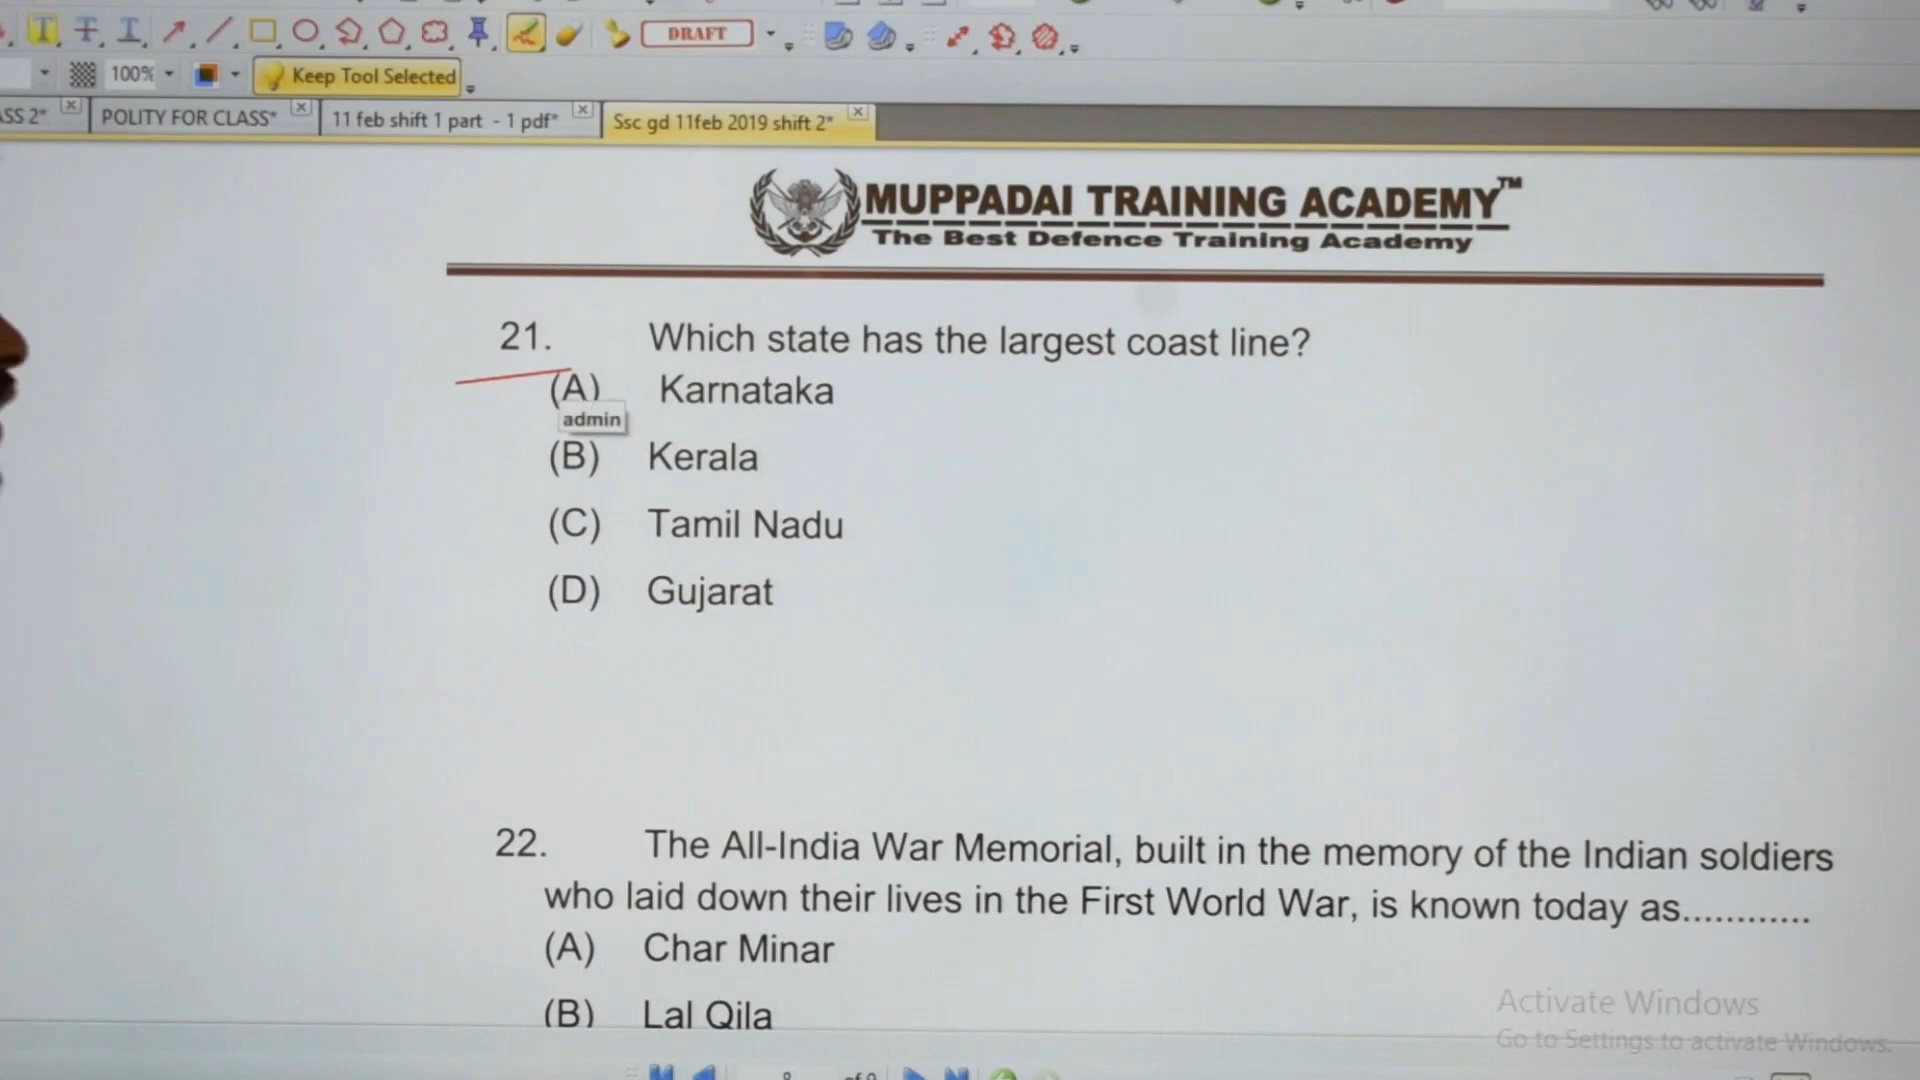 DRAFT
100%
Keep Tool Selected
ASS 2*
POLITY FOR CLASS*
11 feb shift 1 part - 1 pdf*
Ssc gd 11feb 2019 shift 2*
MUPPADAI TRAINING ACADEMY™
The Best Defence Training Academy
21. Which state has the largest coast line?
(A) Karnataka
admin
(B) Kerala
(C) Tamil Nadu
(D) Gujarat
22. The All-India War Memorial, built in the memory of the Indian soldiers
who laid down their lives in the First World War, is known today as............
(A) Char Minar
(B) Lal Qila
Activate Windows
Go to Settings to activate Windows.